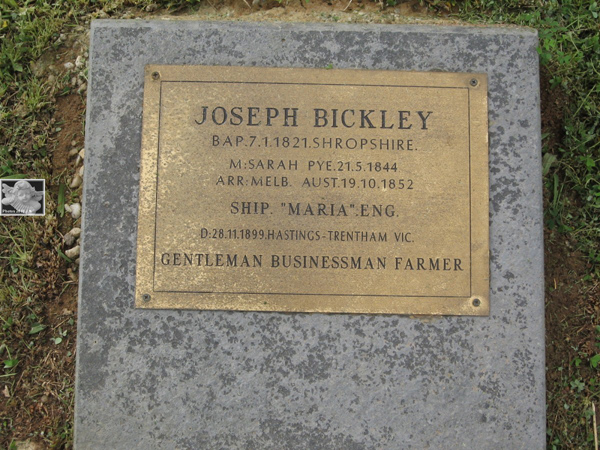 JOSEPH BICKLEY
BAP.7.1.1821.SHROPSHIRE.
M:SARAH PYE.21.5.1844
ARR:MELB. AUST.19.10.1852
SHIP. "MARIA".ENG.
D:28.11.1899.HASTINGS-TRENTHAM VIC.
GENTLEMAN BUSINESSMAN FARMER